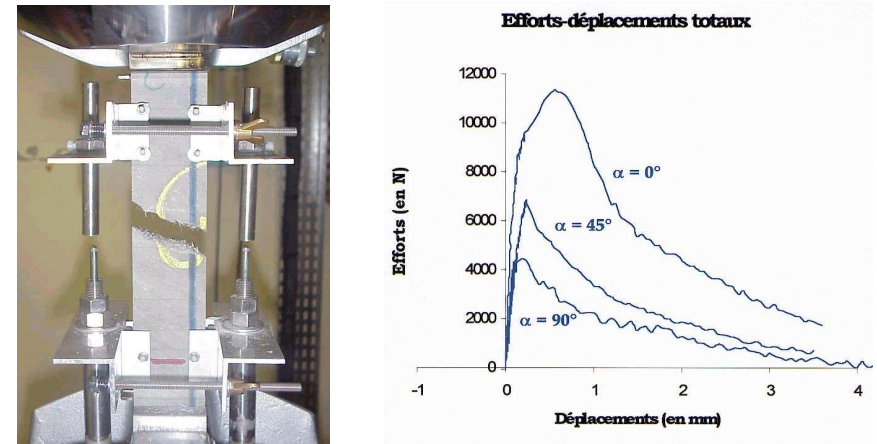 Efforts-déplacements totaux
Efforts (en N)
12000
10000
8000
6000
4000
2000
0
α = 0°
α = 45°
α = 90°
-1 0 1 2 3 4
Déplacements (en mm)